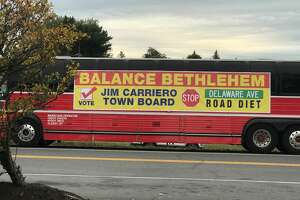 BALANCE BETHLEHEM
VOTE
JIM CARRIERO
TOWN BOARD
STOP
DELAWARE AVE
ROAD DIET